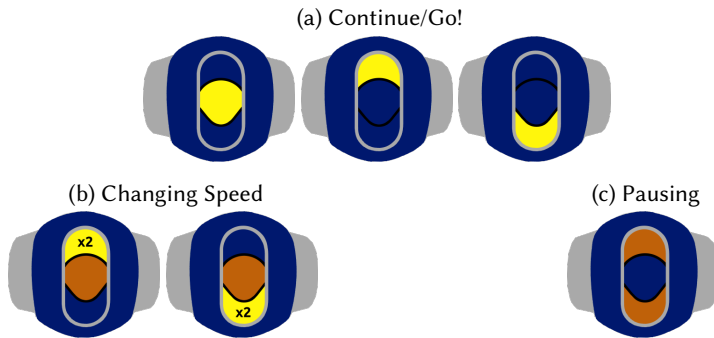 (a) Continue/Go!
(b) Changing Speed
(c) Pausing
x2
x2